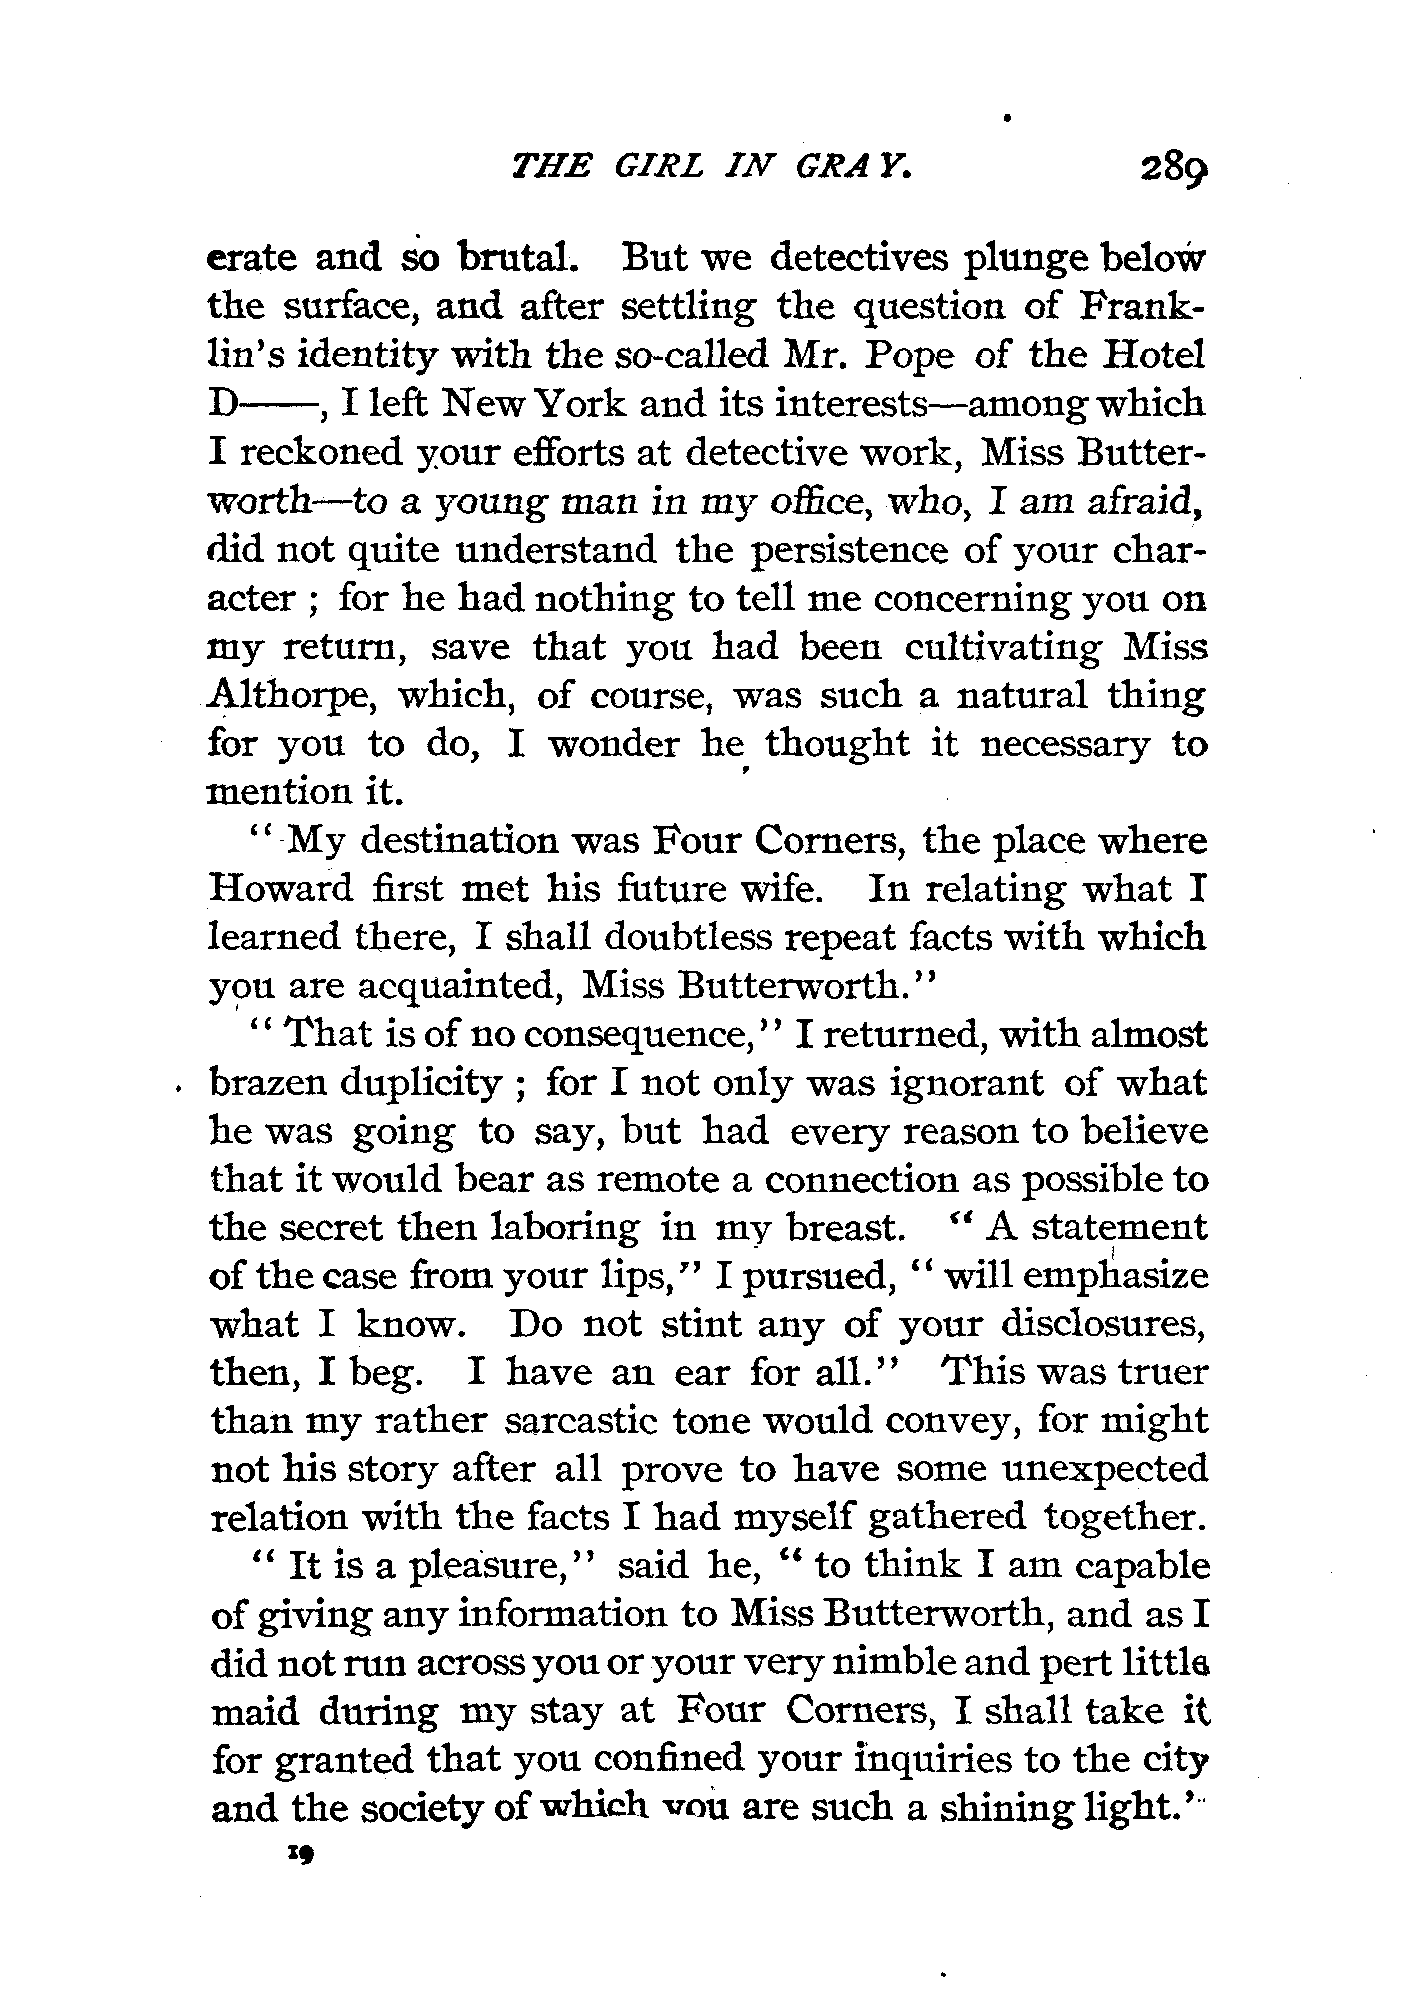 THE GIRL IN GRAY. 289
erate and so brutal. But we detectives plunge below
the surface, and after settling the question of Frank-
lin's identity with the so-called Mr. Pope of the Hotel
D——, I left New York and its interests—among which
I reckoned your efforts at detective work, Miss Butter-
worth—to a young man in my office, who, I am afraid,
did not quite understand the persistence of your char-
acter ; for he had nothing to tell me concerning you on
my return, save that you had been cultivating Miss
Althorpe, which, of course, was such a natural thing
for you to do, I wonder he thought it necessary to
mention it.
" My destination was Four Corners, the place where
Howard first met his future wife. In relating what I
learned there, I shall doubtless repeat facts with which
you are acquainted, Miss Butterworth."
" That is of no consequence," I returned, with almost
brazen duplicity ; for I not only was ignorant of what
he was going to say, but had every reason to believe
that it would bear as remote a connection as possible to
the secret then laboring in my breast. " A statement
of the case from your lips," I pursued, " will emphasize
what I know. Do not stint any of your disclosures,
then, I beg. I have an ear for all." This was truer
than my rather sarcastic tone would convey, for might
not his story after all prove to have some unexpected
relation with the facts I had myself gathered together.
" It is a pleasure," said he, " to think I am capable
of giving any information to Miss Butterworth, and as I
did not run across you or your very nimble and pert little
maid during my stay at Four Corners, I shall take it
for granted that you confined your inquiries to the city
and the society of which you are such a shining light."
19